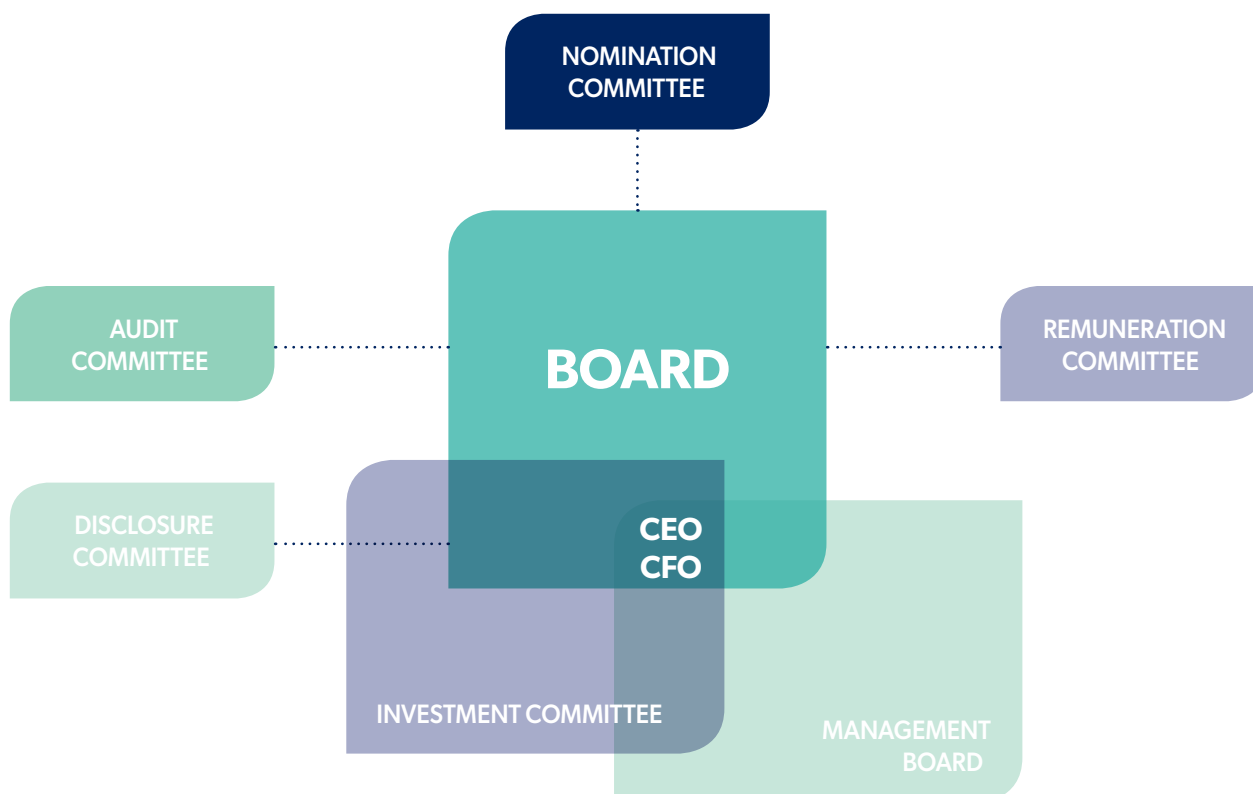 NOMINATION
COMMITTEE
AUDIT
COMMITTEE
BOARD
REMUNERATION
COMMITTEE
DISCLOSURE
COMMITTEE
CEO
CFO
INVESTMENT COMMITTEE
MANAGEMENT
BOARD